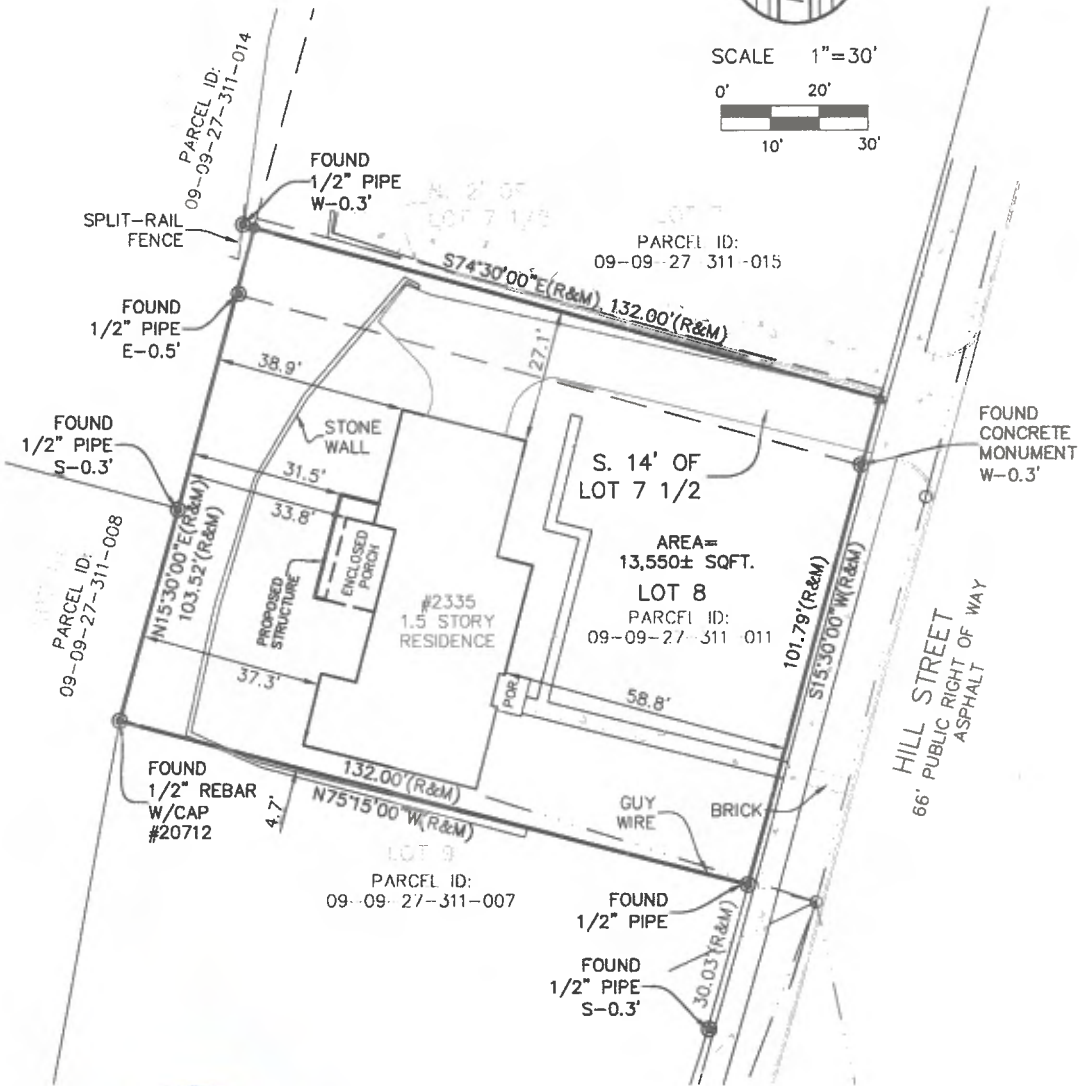 SCALE 1"=30'
0' 20'
10' 30'
PARCEL ID:
09-09-27-311-014
FOUND
1/2" PIPE
W-0.3'
SPLIT-RAIL
FENCE
N. 2' OF
LOT 7 1/2
LOT 7
PARCEL ID:
09-09-27 311-015
S74°30'00"E(R&M) 132.00'(R&M)
FOUND
1/2" PIPE
E-0.5'
38.9'
27.1'
STONE
WALL
FOUND
1/2" PIPE
S-0.3'
31.5'
33.8'
S. 14' OF
LOT 7 1/2
FOUND
CONCRETE
MONUMENT
W-0.3'
AREA=
13,550± SQFT.
LOT 8
PARCEL ID:
09-09-27-311 011
PARCEL ID:
09-09-27-311-008
N15°30'00"E(R&M)
103.52'(R&M)
PROPOSED
STRUCTURE
ENCLOSED
PORCH
#2335
1.5 STORY
RESIDENCE
101.79'(R&M)
S15°30'00"W(R&M)
HILL STREET
66' PUBLIC RIGHT OF WAY
ASPHALT
37.3'
POR.
58.8'
FOUND
1/2" REBAR
W/CAP
#20712
4.7'
132.00'(R&M)
N75°15'00"W(R&M)
GUY
WIRE
BRICK
LOT 9
PARCEL ID:
09-09-27-311-007
FOUND
1/2" PIPE
30.03'(R&M)
FOUND
1/2" PIPE
S-0.3'